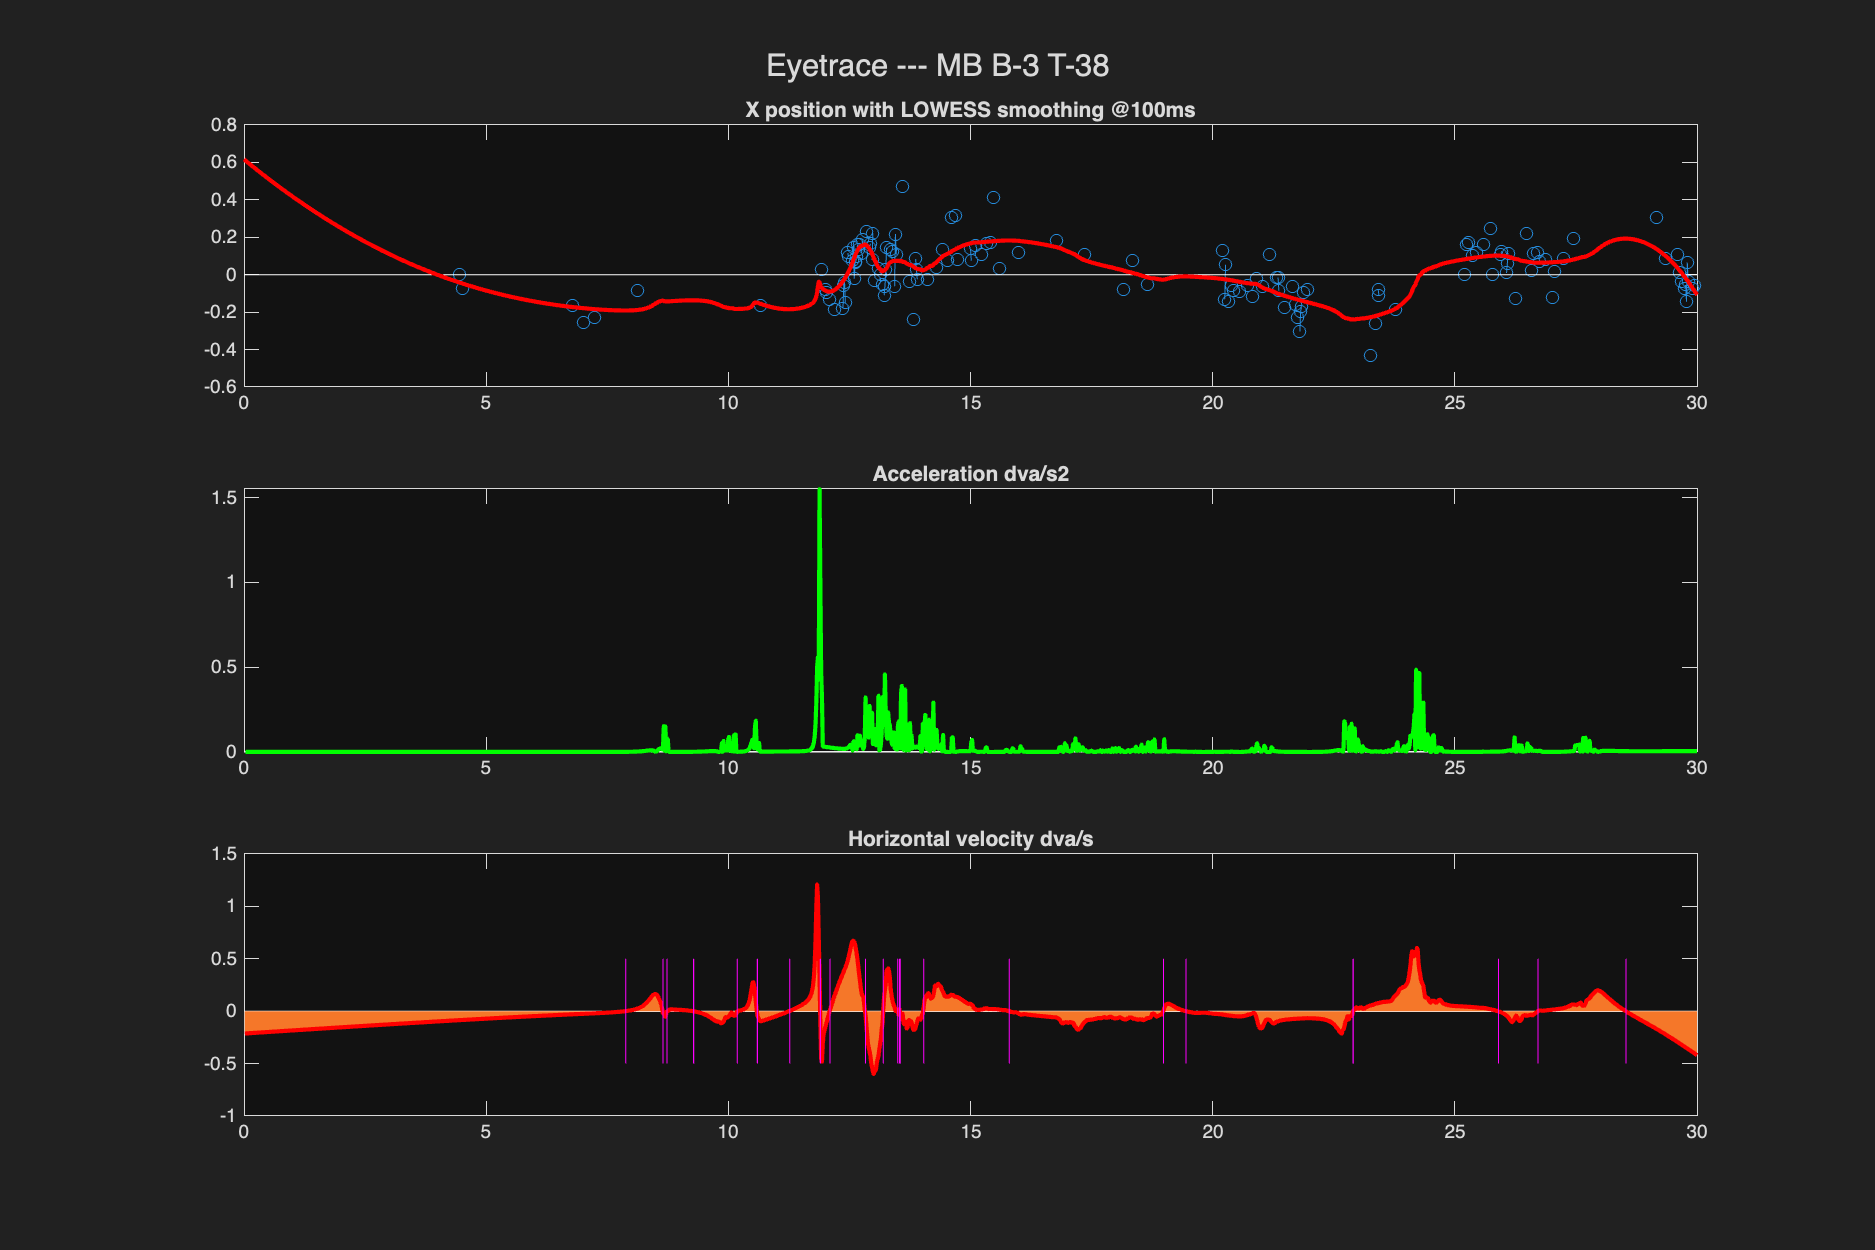 Eyetrace --- MB B-3 T-38
X position with LOWESS smoothing @100ms
0.8
0.6
0.4
0.2
0
-0.2
-0.4
-0.6
0 5 10 15 20 25 30
Acceleration dva/s2
1.5
1
0.5
0
0 5 10 15 20 25 30
Horizontal velocity dva/s
1.5
1
0.5
0
-0.5
-1
0 5 10 15 20 25 30